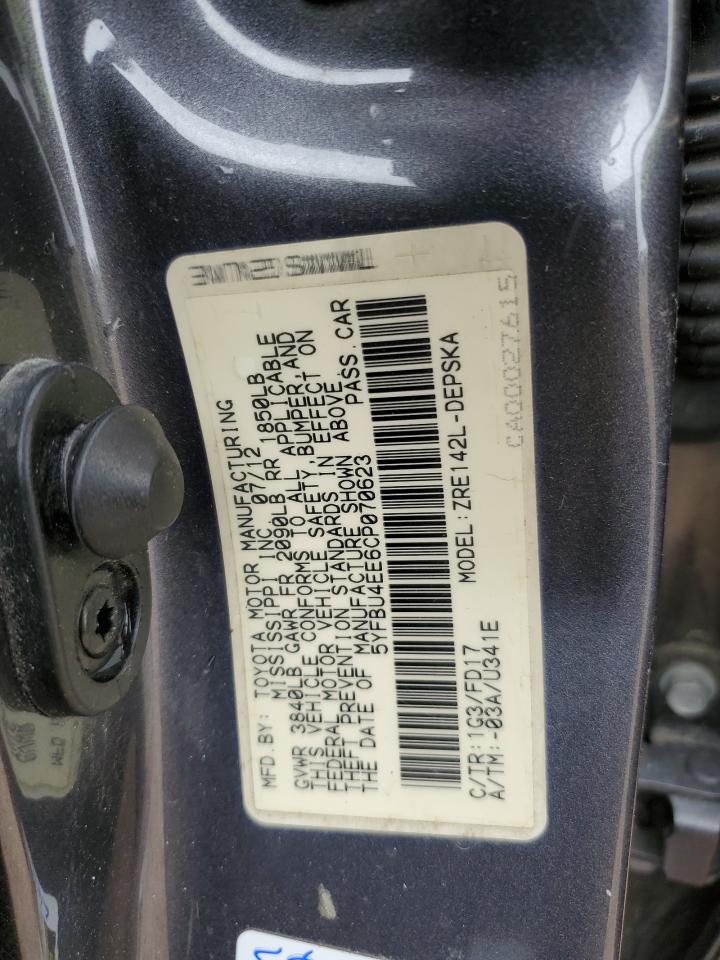 MFD.BY: TOYOTA MOTOR MANUFACTURING
MISSISSIPPI INC. 07/12
GVWR 3840LB GAWR FR 2090LB RR 1850LB
THIS VEHICLE CONFORMS TO ALL APPLICABLE
FEDERAL MOTOR VEHICLE SAFETY,BUMPER AND
THEFT PREVENTION STANDARDS IN EFFECT ON
THE DATE OF MANUFACTURE SHOWN ABOVE
5YFBU4EE6CP070623 PASS.CAR
MODEL:ZRE142L-DEPSKA
C/TR:1G3/FD17
A/TM:-03A/U341E
CA00027615